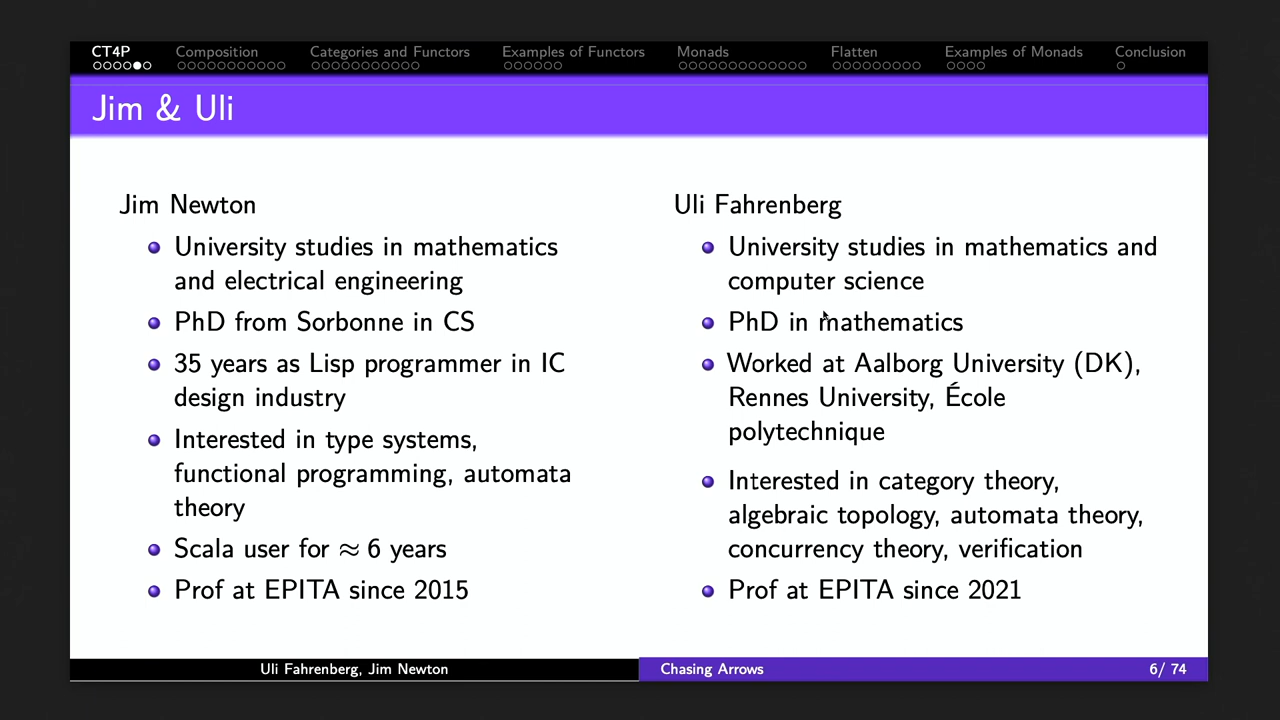 CT4P Composition Categories and Functors Examples of Functors Monads Flatten Examples of Monads Conclusion
Jim & Uli
Jim Newton
University studies in mathematics
and electrical engineering
PhD from Sorbonne in CS
35 years as Lisp programmer in IC
design industry
Interested in type systems,
functional programming, automata
theory
Scala user for ≈ 6 years
Prof at EPITA since 2015
Uli Fahrenberg
University studies in mathematics and
computer science
PhD in mathematics
Worked at Aalborg University (DK),
Rennes University, École
polytechnique
Interested in category theory,
algebraic topology, automata theory,
concurrency theory, verification
Prof at EPITA since 2021
Uli Fahrenberg, Jim Newton Chasing Arrows 6/ 74